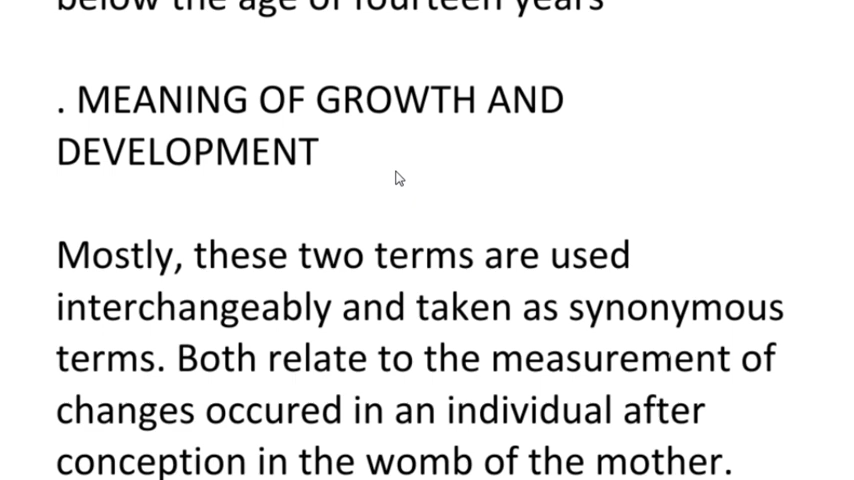 below the age of fourteen years
. MEANING OF GROWTH AND
DEVELOPMENT
Mostly, these two terms are used
interchangeably and taken as synonymous
terms. Both relate to the measurement of
changes occured in an individual after
conception in the womb of the mother.